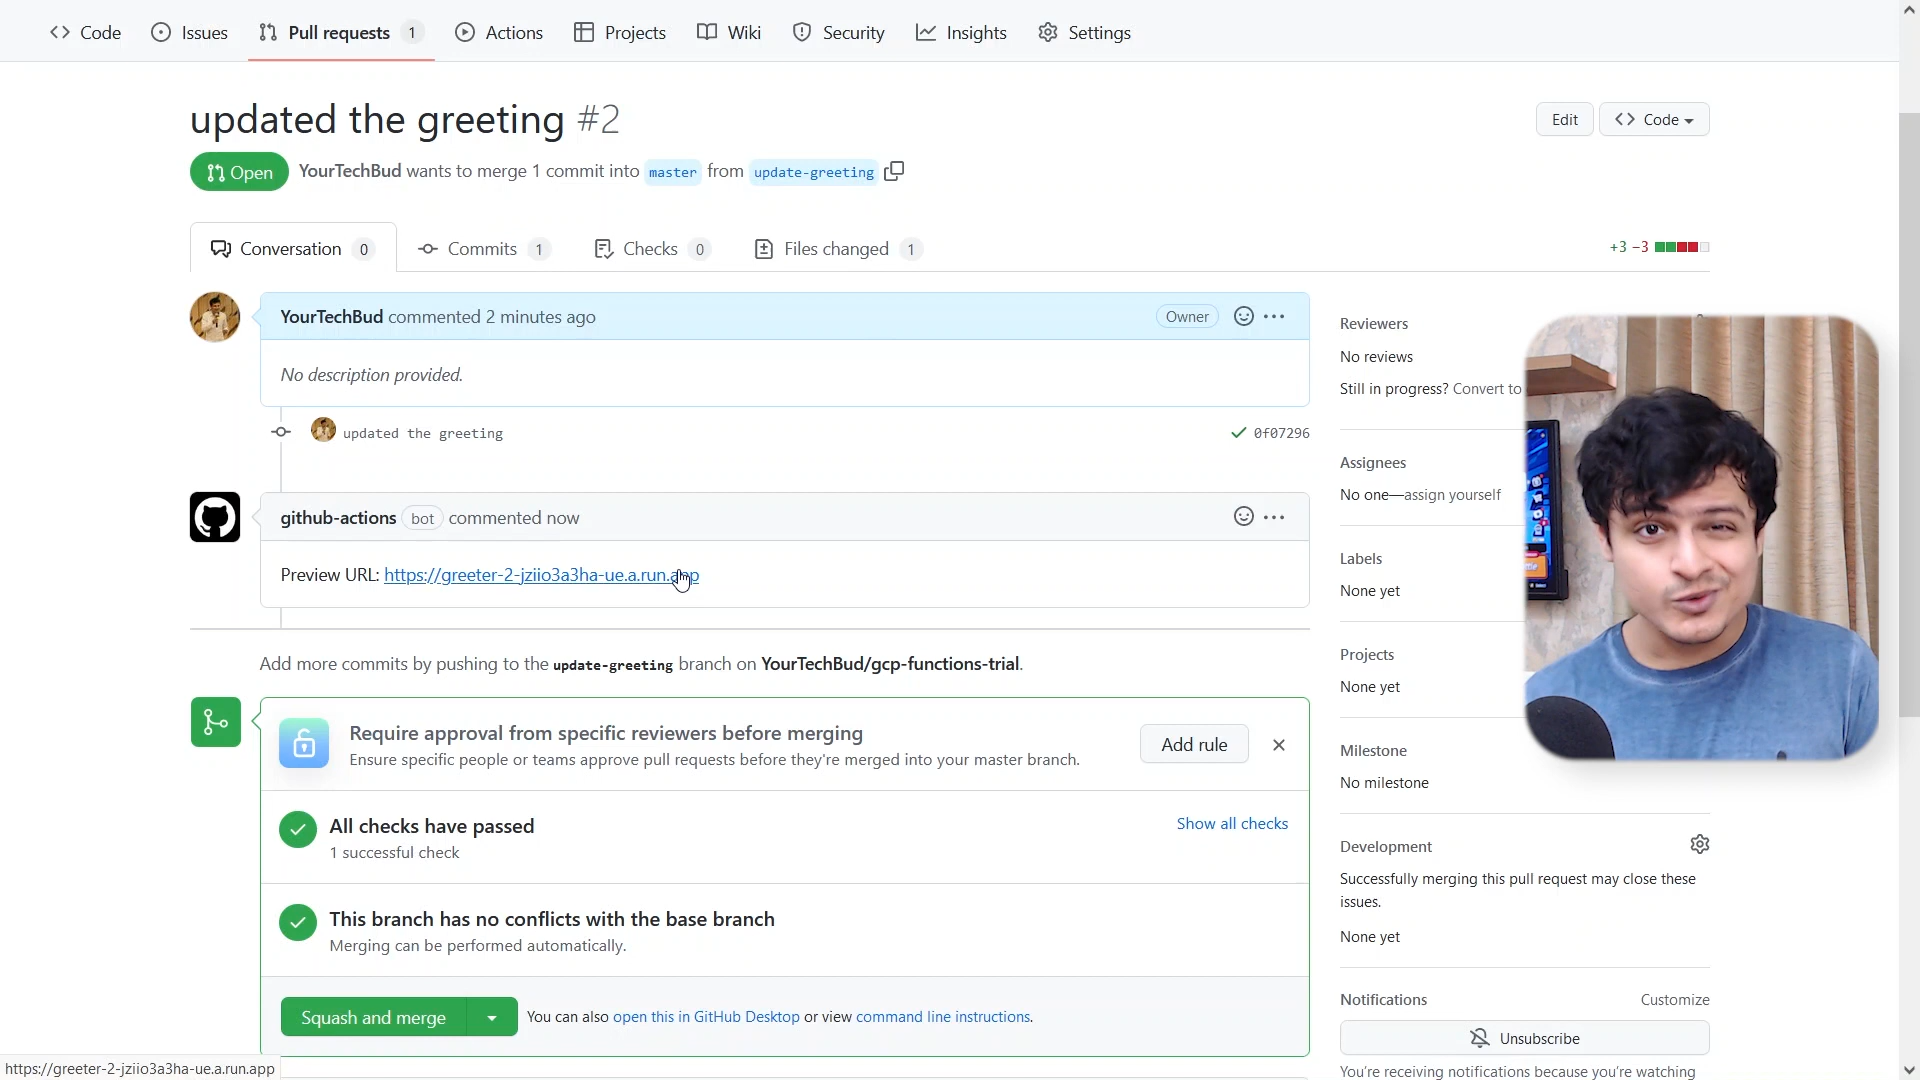 Code Issues Pull requests 1 Actions Projects Wiki Security Insights Settings
updated the greeting #2
Edit Code
Open YourTechBud wants to merge 1 commit into master from update-greeting
Conversation 0 Commits 1 Checks 0 Files changed 1
+3 −3
YourTechBud commented 2 minutes ago
Owner
No description provided.
updated the greeting
0f07296
github-actions bot commented now
Preview URL: https://greeter-2-jziio3a3ha-ue.a.run.app
Add more commits by pushing to the update-greeting branch on YourTechBud/gcp-functions-trial.
Require approval from specific reviewers before merging
Ensure specific people or teams approve pull requests before they're merged into your master branch.
Add rule
All checks have passed
1 successful check
Show all checks
This branch has no conflicts with the base branch
Merging can be performed automatically.
Squash and merge
You can also open this in GitHub Desktop or view command line instructions.
Reviewers
No reviews
Still in progress? Convert to
Assignees
No one—assign yourself
Labels
None yet
Projects
None yet
Milestone
No milestone
Development
Successfully merging this pull request may close these
issues.
None yet
Notifications
Customize
Unsubscribe
You're receiving notifications because you're watching
https://greeter-2-jziio3a3ha-ue.a.run.app